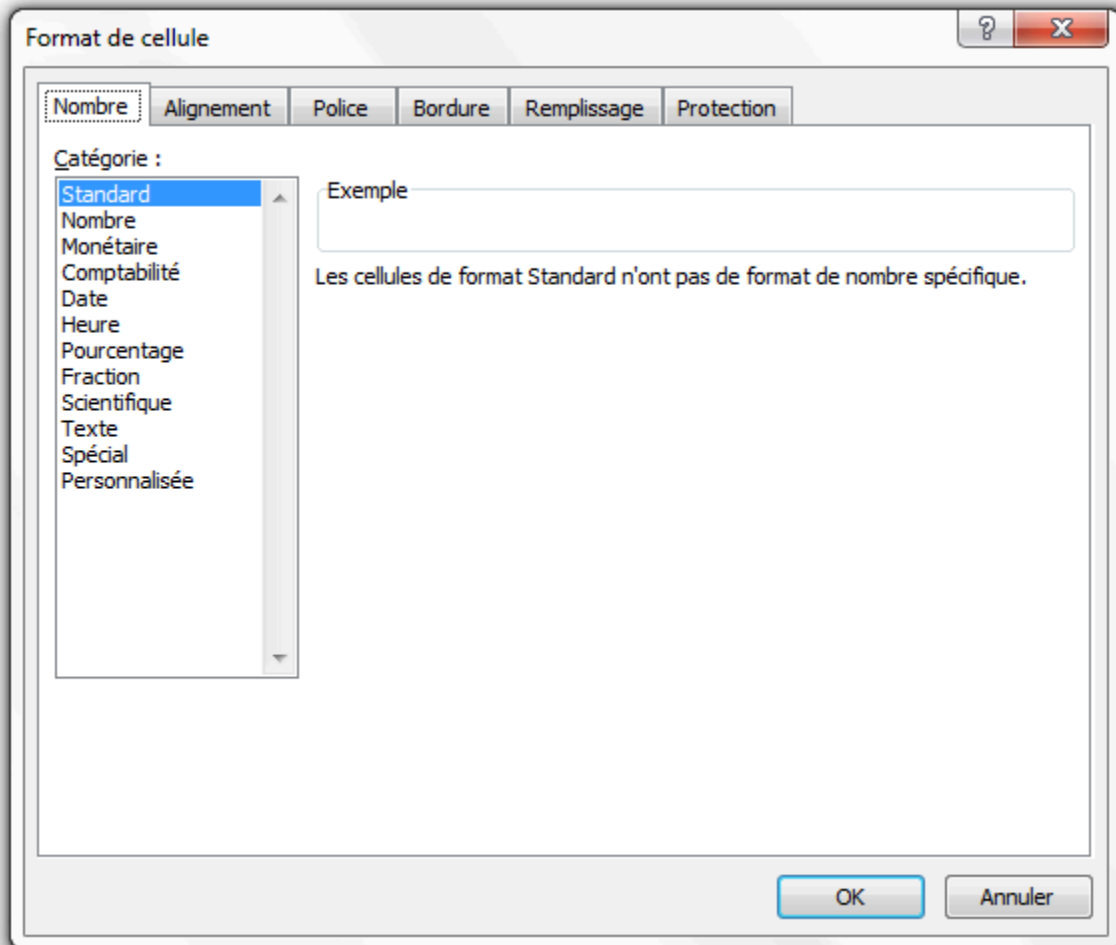 Format de cellule
Nombre Alignement Police Bordure Remplissage Protection
Catégorie :
Standard
Nombre
Monétaire
Comptabilité
Date
Heure
Pourcentage
Fraction
Scientifique
Texte
Spécial
Personnalisée
Exemple
Les cellules de format Standard n'ont pas de format de nombre spécifique.
OK Annuler